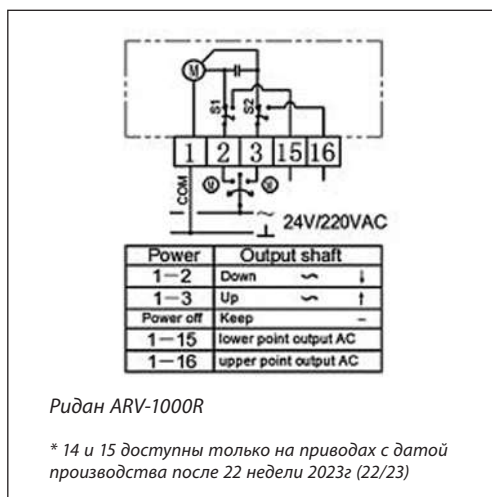 M
S1
S2
1 2 3 15 16
COM
M M
~ 24V/220VAC
Power Output shaft
1—2 Down ~ ↓
1—3 Up ~ ↑
Power off Keep –
1—15 lower point output AC
1—16 upper point output AC
Ридан ARV-1000R
* 14 и 15 доступны только на приводах с датой
производства после 22 недели 2023г (22/23)